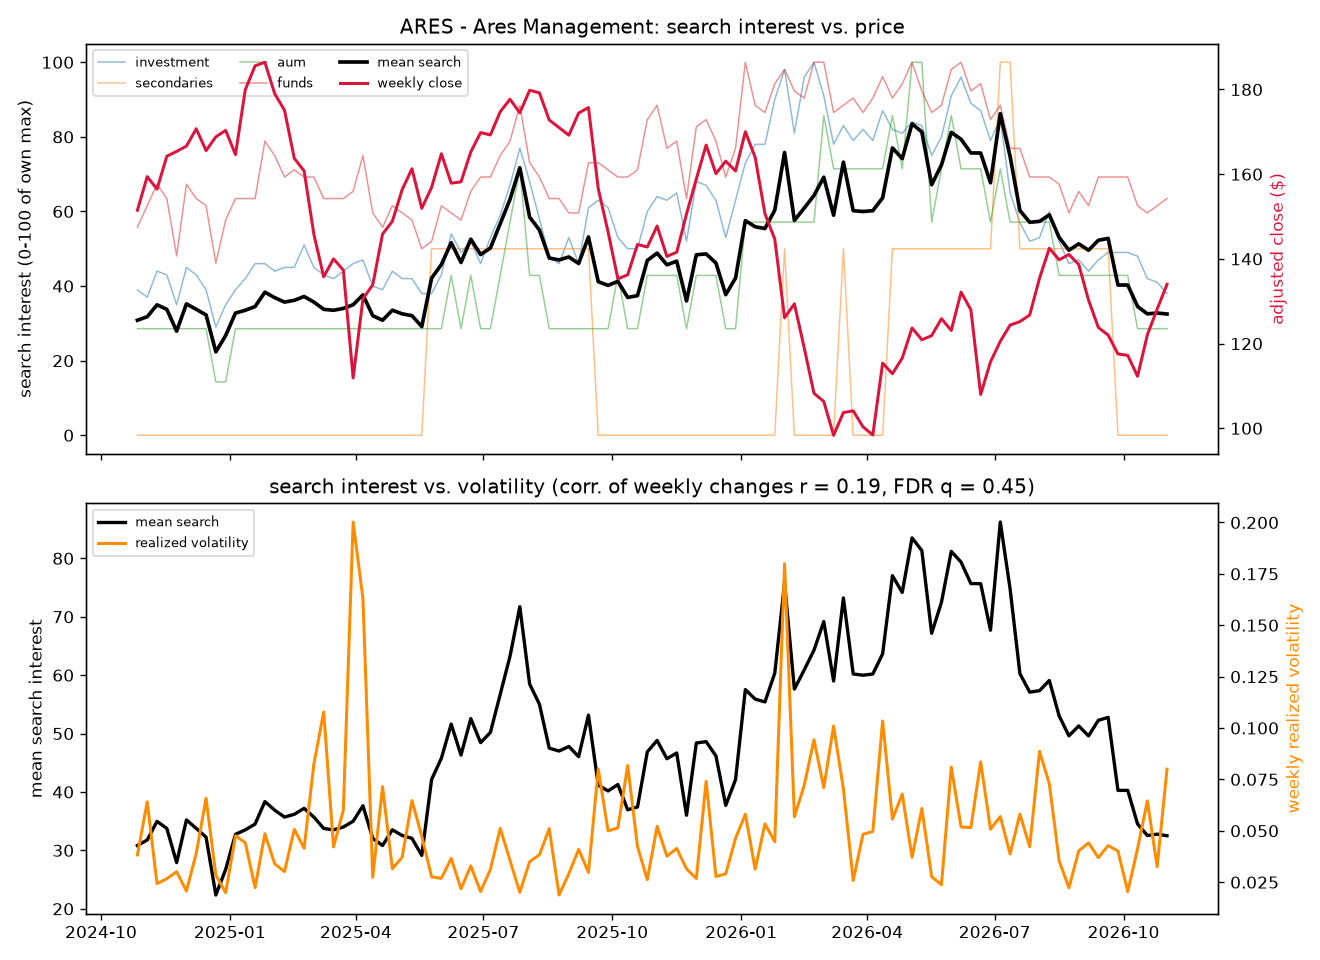 ARES - Ares Management: search interest vs. price
investment
secondaries
aum
funds
mean search
weekly close
search interest (0-100 of own max)
100
80
60
40
20
0
adjusted close ($)
180
160
140
120
100
search interest vs. volatility (corr. of weekly changes r = 0.19, FDR q = 0.45)
mean search
realized volatility
mean search interest
80
70
60
50
40
30
20
weekly realized volatility
0.200
0.175
0.150
0.125
0.100
0.075
0.050
0.025
2024-10
2025-01
2025-04
2025-07
2025-10
2026-01
2026-04
2026-07
2026-10